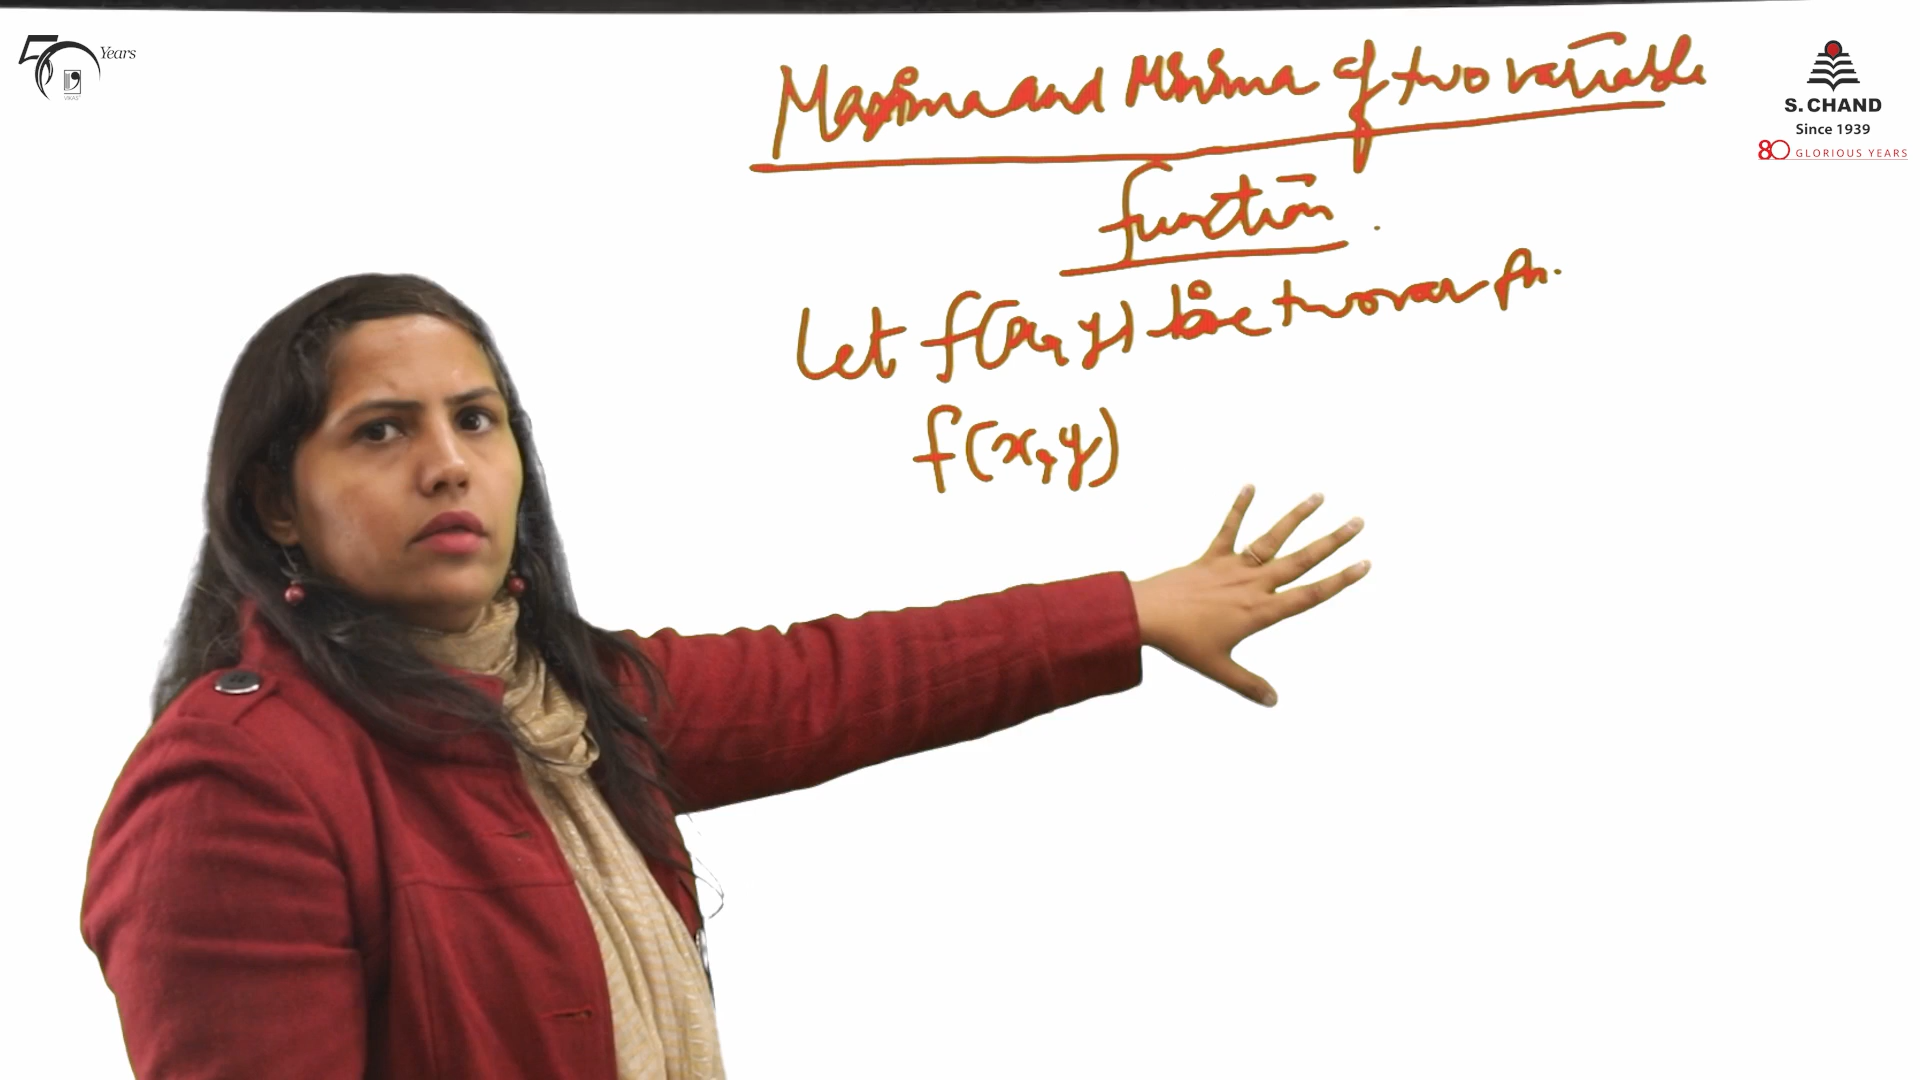 50 Years
VIKAS
S. CHAND
Since 1939
80 GLORIOUS YEARS
Maxima and Minima of two variable
function.
Let f(x, y) be two var fn.
f(x, y)